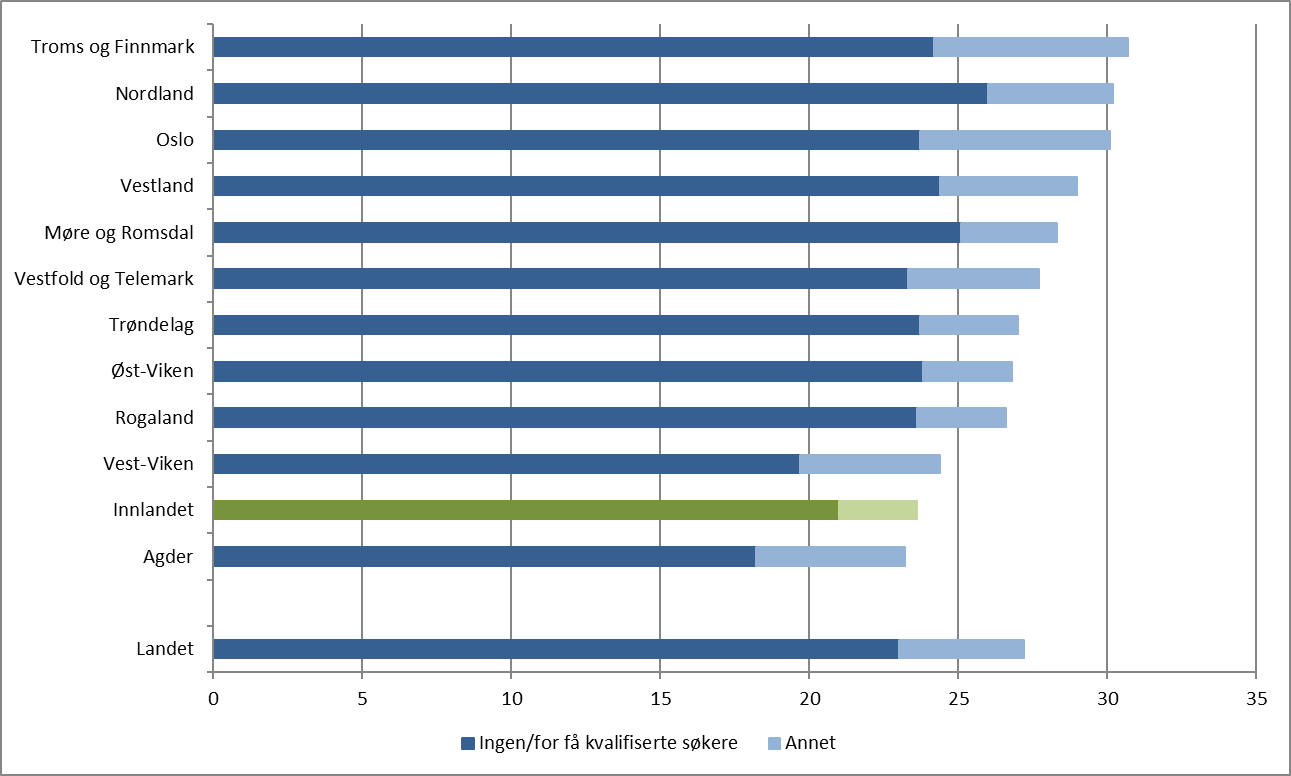 Troms og Finnmark
Nordland
Oslo
Vestland
Møre og Romsdal
Vestfold og Telemark
Trøndelag
Øst-Viken
Rogaland
Vest-Viken
Innlandet
Agder
Landet
0 5 10 15 20 25 30 35
Ingen/for få kvalifiserte søkere Annet